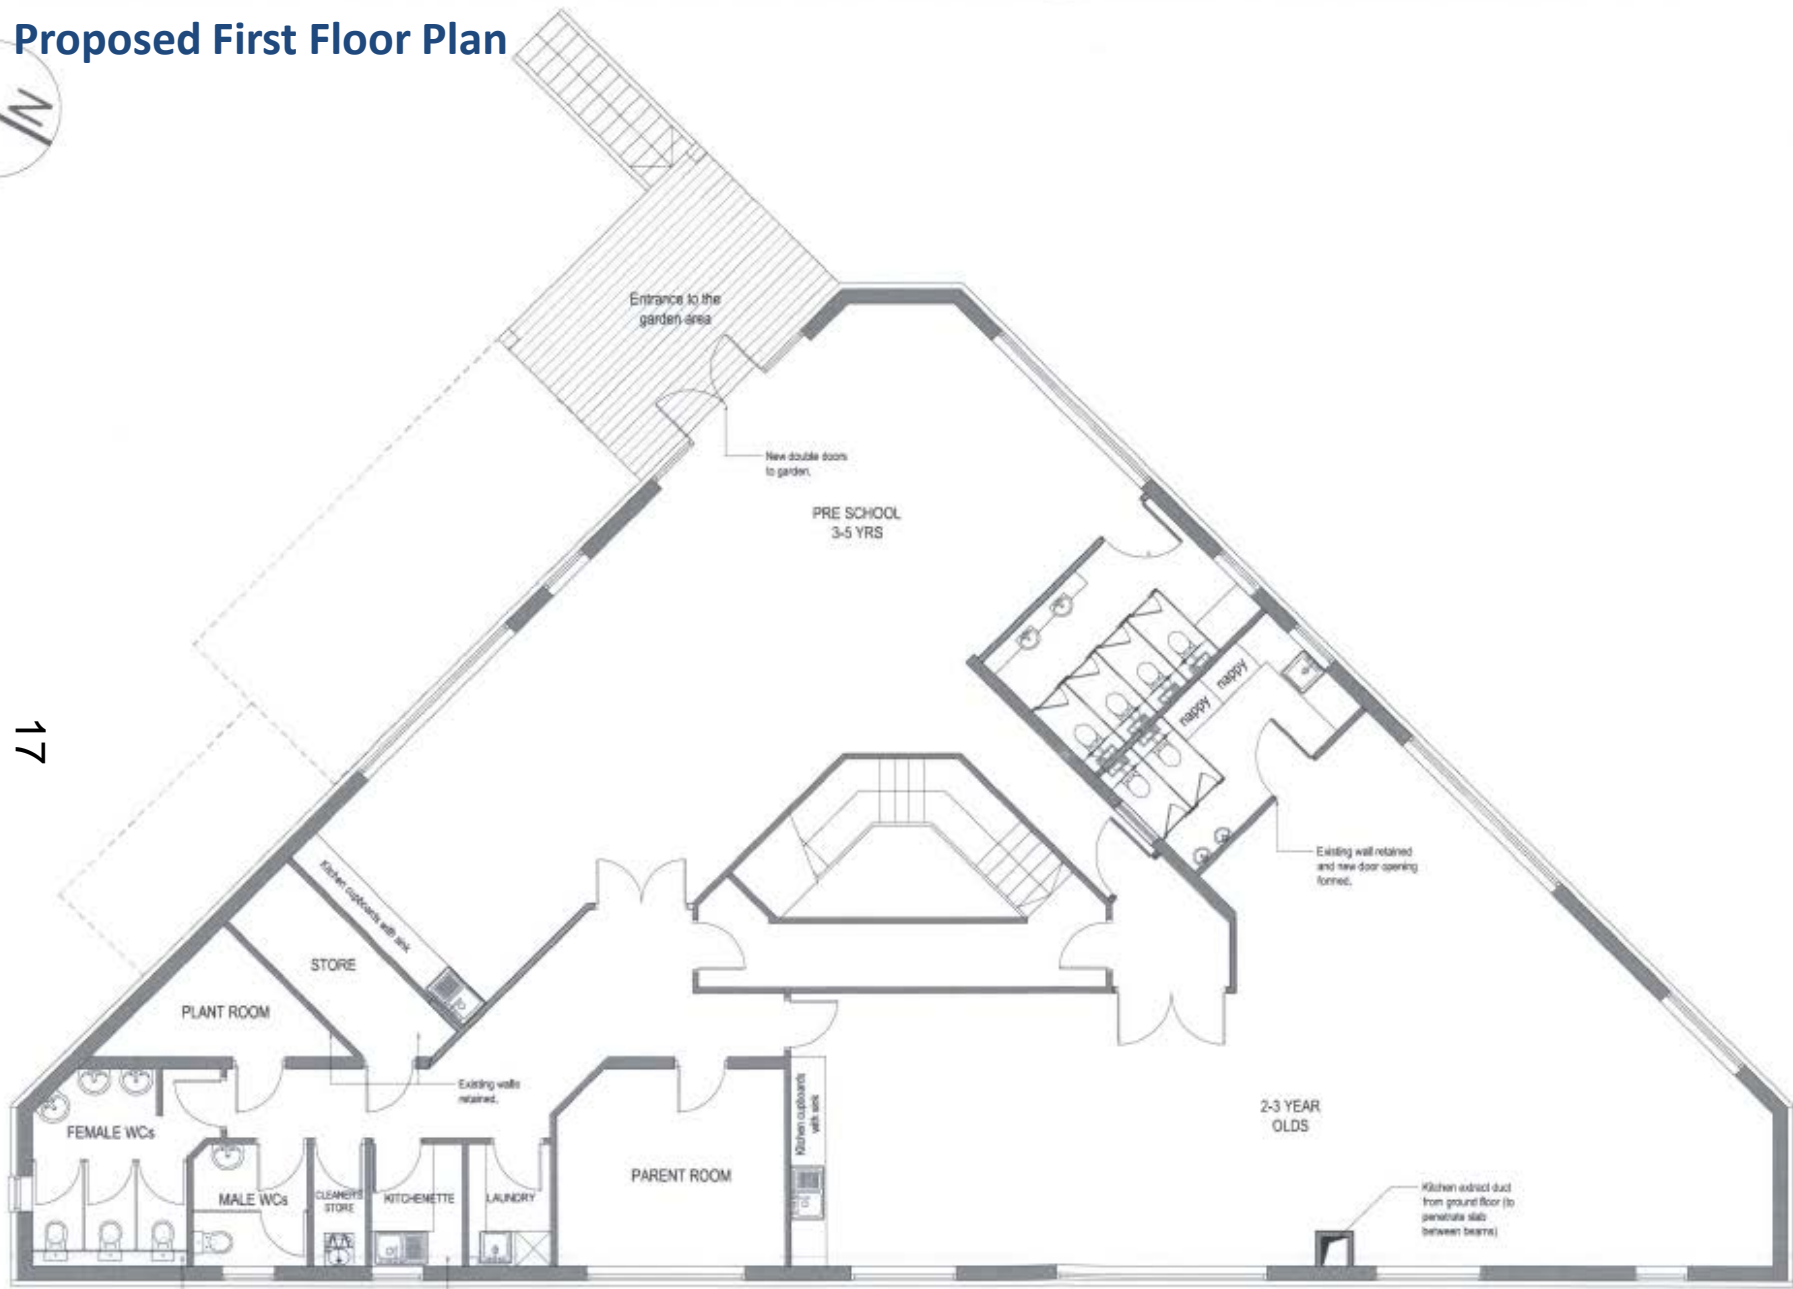 Proposed First Floor Plan
N
Entrance to the
garden area
New double doors
to garden.
PRE SCHOOL
3-5 YRS
nappy
nappy
17
Existing wall retained
and new door opening
formed.
Kitchen cupboards with sink
STORE
PLANT ROOM
Existing walls
retained.
FEMALE WCs
MALE WCs
CLEANERS
STORE
KITCHENETTE
LAUNDRY
PARENT ROOM
Kitchen cupboards
with sink
2-3 YEAR
OLDS
Kitchen extract duct
from ground floor (to
penetrate slab
between beams)